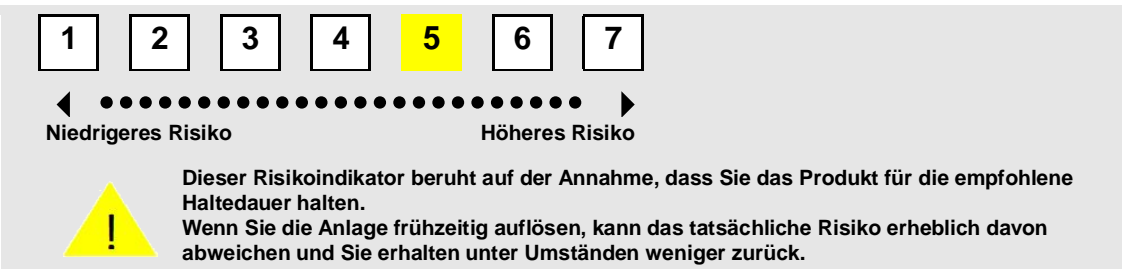 1 2 3 4 5 6 7
Niedrigeres Risiko Höheres Risiko
Dieser Risikoindikator beruht auf der Annahme, dass Sie das Produkt für die empfohlene
Haltedauer halten.
Wenn Sie die Anlage frühzeitig auflösen, kann das tatsächliche Risiko erheblich davon
abweichen und Sie erhalten unter Umständen weniger zurück.
!